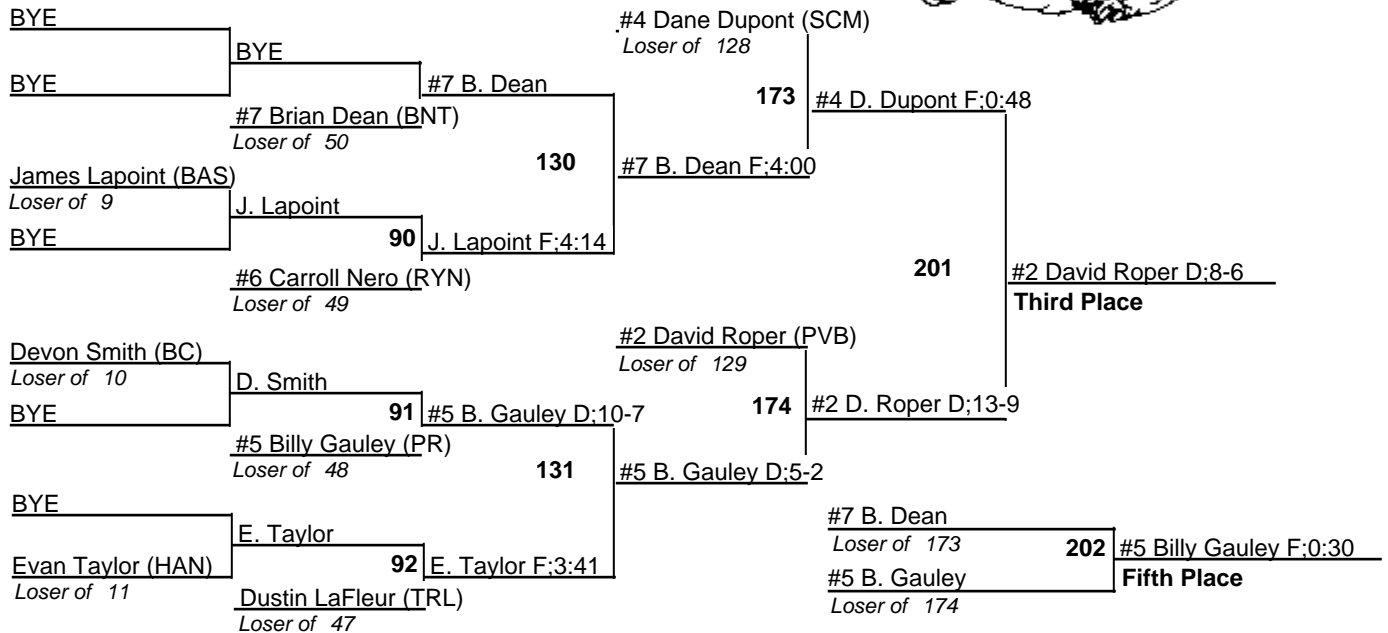 BYE
BYE
BYE
#7 Brian Dean (BNT)
Loser of 50
#7 B. Dean
James Lapoint (BAS)
Loser of 9
BYE
J. Lapoint
90
#6 Carroll Nero (RYN)
Loser of 49
J. Lapoint F;4:14
130
#7 B. Dean F;4:00
#4 Dane Dupont (SCM)
Loser of 128
173
#4 D. Dupont F;0:48
Devon Smith (BC)
Loser of 10
BYE
D. Smith
91
#5 Billy Gauley (PR)
Loser of 48
#5 B. Gauley D;10-7
BYE
Evan Taylor (HAN)
Loser of 11
E. Taylor
92
Dustin LaFleur (TRL)
Loser of 47
E. Taylor F;3:41
131
#5 B. Gauley D;5-2
#2 David Roper (PVB)
Loser of 129
174
#2 D. Roper D;13-9
201
#2 David Roper D;8-6
Third Place
#7 B. Dean
Loser of 173
#5 B. Gauley
Loser of 174
202
#5 Billy Gauley F;0:30
Fifth Place